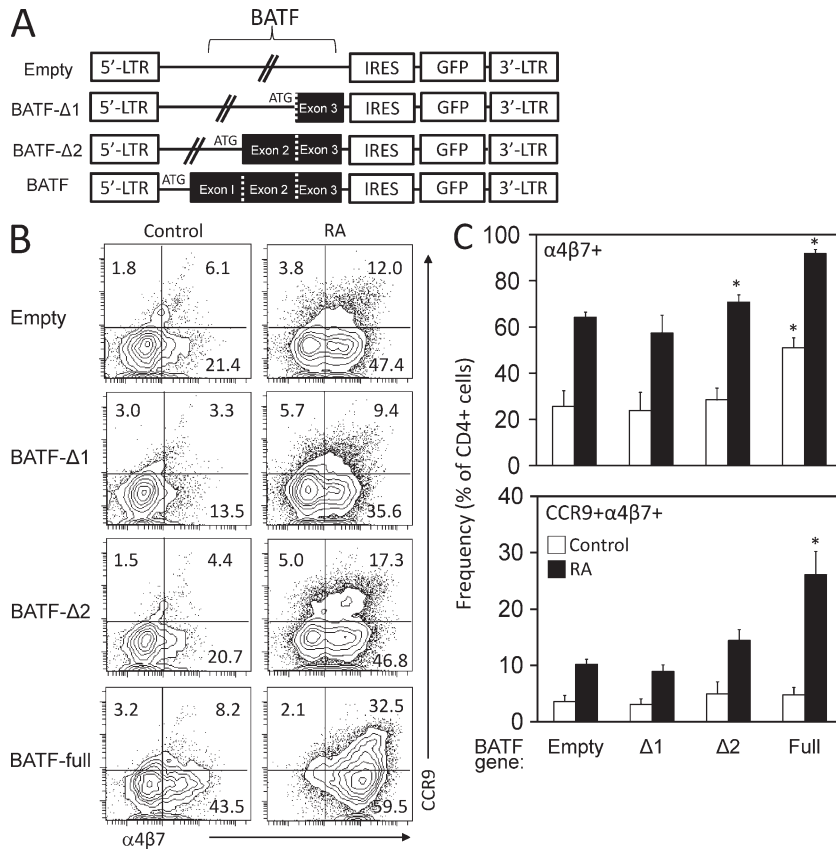 A
BATF
Empty 5′-LTR IRES GFP 3′-LTR
BATF-Δ1 5′-LTR ATG Exon 3 IRES GFP 3′-LTR
BATF-Δ2 5′-LTR ATG Exon 2 Exon 3 IRES GFP 3′-LTR
BATF 5′-LTR ATG Exon I Exon 2 Exon 3 IRES GFP 3′-LTR
B
Control RA
Empty
1.8 6.1 3.8 12.0
21.4 47.4
BATF-Δ1
3.0 3.3 5.7 9.4
13.5 35.6
BATF-Δ2
1.5 4.4 5.0 17.3
20.7 46.8
BATF-full
3.2 8.2 2.1 32.5
43.5 59.5
α4β7
CCR9
C
Frequency (% of CD4+ cells)
α4β7+
100
80
60
40
20
0
* * *
CCR9+α4β7+
Control
RA
40
30
20
10
0
*
BATF gene: Empty Δ1 Δ2 Full